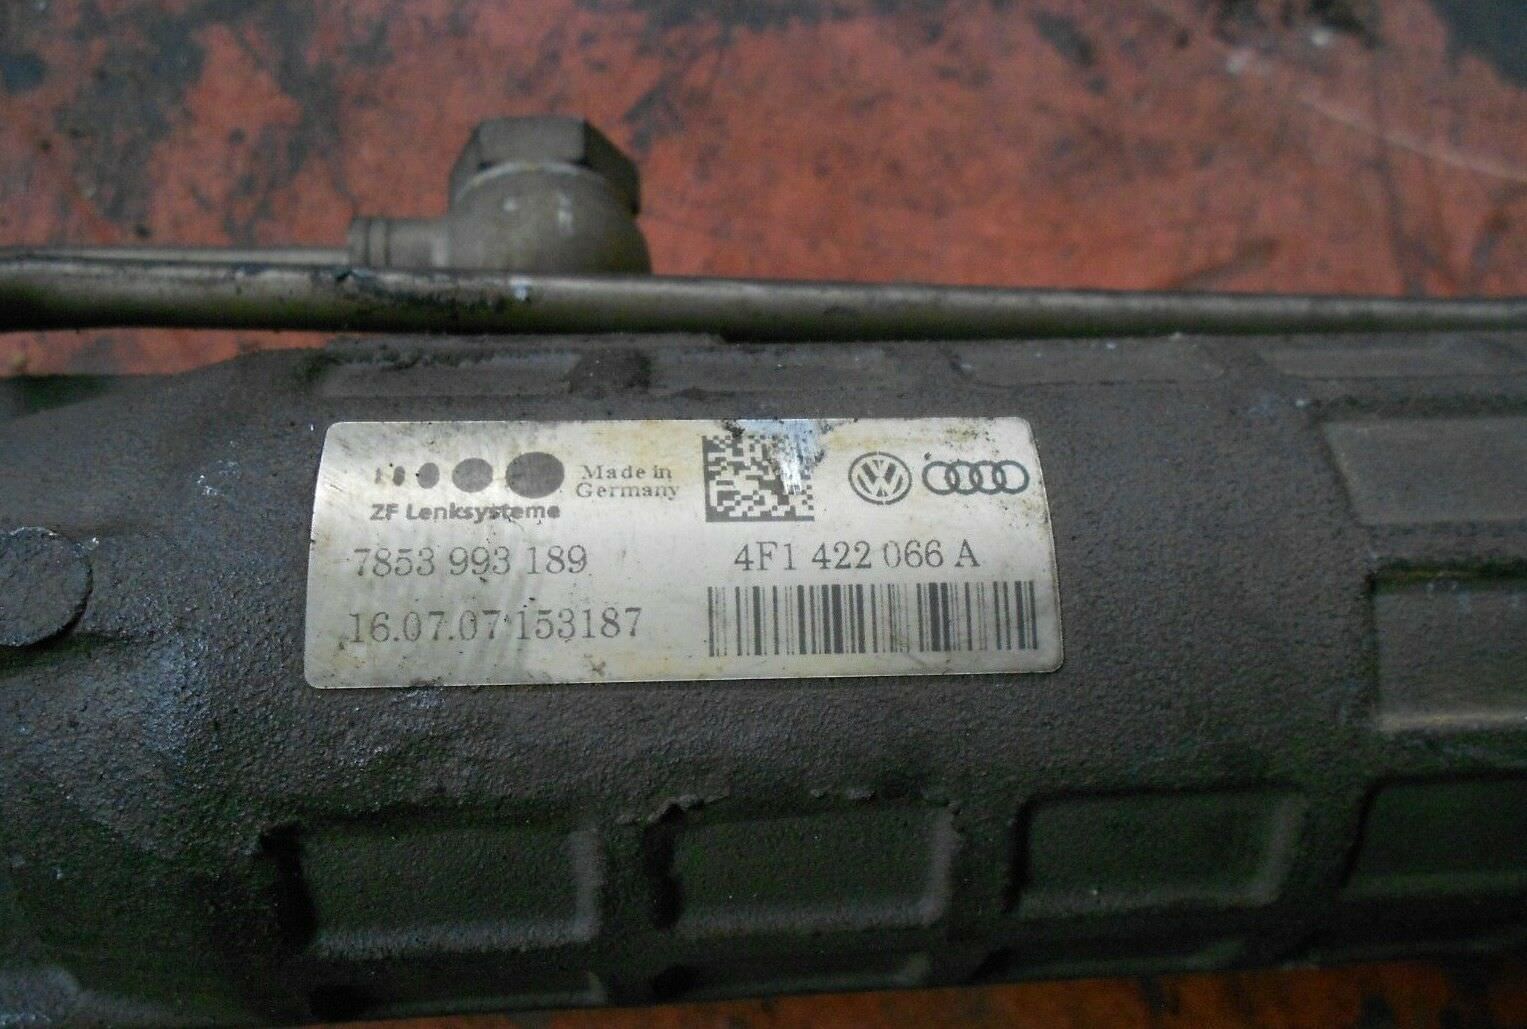 Made in
Germany
ZF Lenksysteme
7853 993 189
4F1 422 066 A
16.07.07 153187